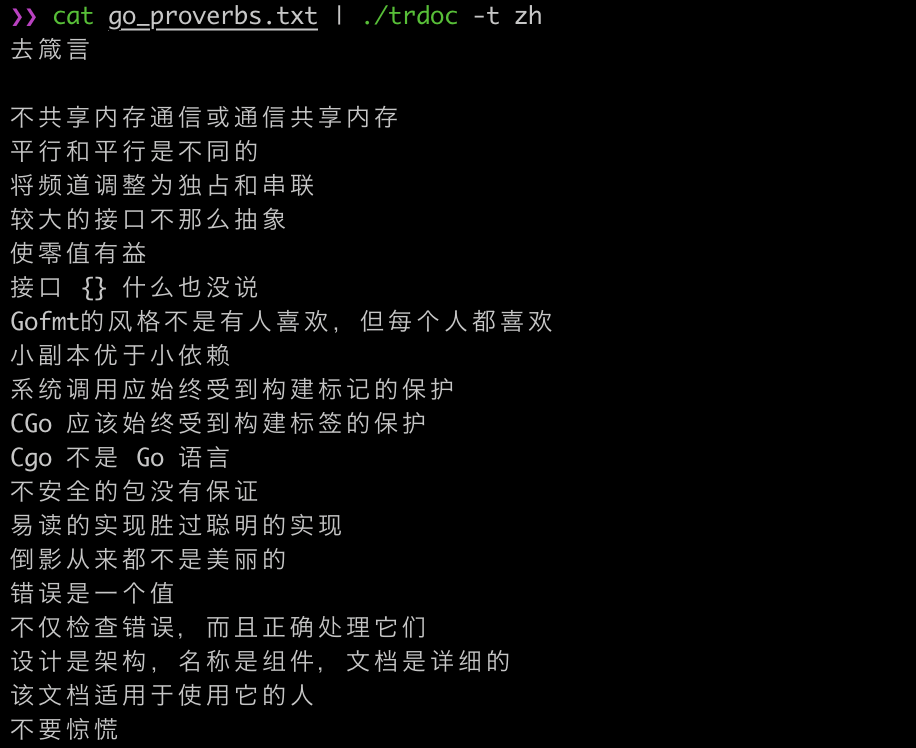 ❯❯ cat go_proverbs.txt | ./trdoc -t zh
去箴言
不共享内存通信或通信共享内存
平行和平行是不同的
将频道调整为独占和串联
较大的接口不那么抽象
使零值有益
接口 {} 什么也没说
Gofmt的风格不是有人喜欢, 但每个人都喜欢
小副本优于小依赖
系统调用应始终受到构建标记的保护
CGo 应该始终受到构建标签的保护
Cgo 不是 Go 语言
不安全的包没有保证
易读的实现胜过聪明的实现
倒影从来都不是美丽的
错误是一个值
不仅检查错误, 而且正确处理它们
设计是架构, 名称是组件, 文档是详细的
该文档适用于使用它的人
不要惊慌